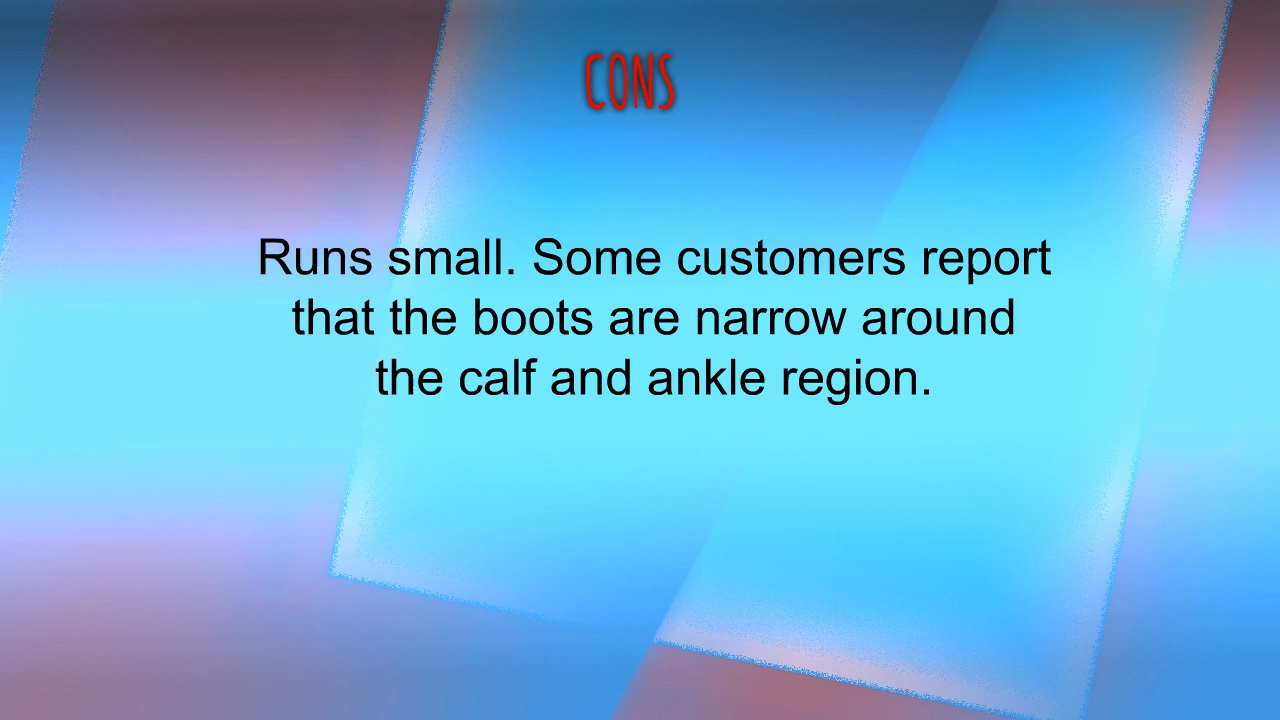 CONS
Runs small. Some customers report
that the boots are narrow around
the calf and ankle region.